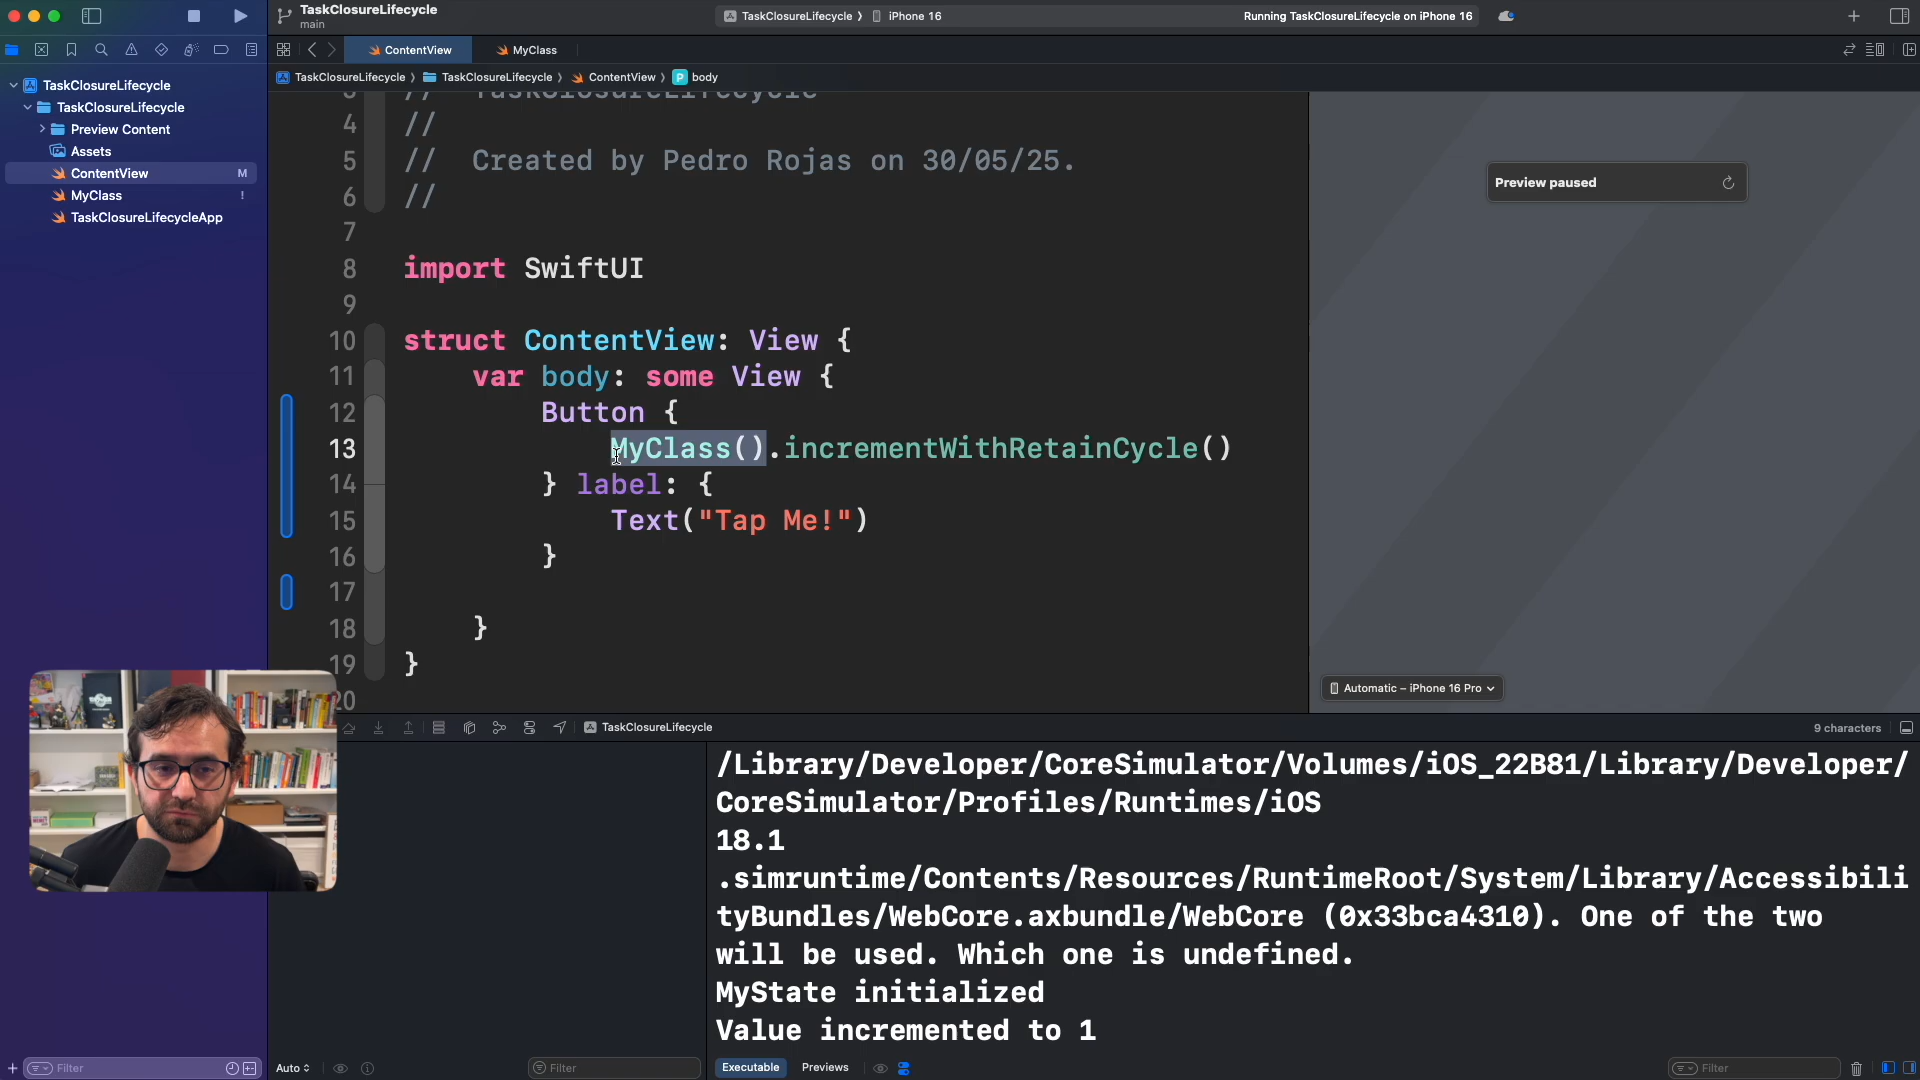 TaskClosureLifecycle
main
TaskClosureLifecycle
iPhone 16
Running TaskClosureLifecycle on iPhone 16
ContentView
MyClass
TaskClosureLifecycle
TaskClosureLifecycle
ContentView
P body
TaskClosureLifecycle
TaskClosureLifecycle
Preview Content
Assets
ContentView M
MyClass !
TaskClosureLifecycleApp
3 // TaskClosureLifecycle
4 //
5 // Created by Pedro Rojas on 30/05/25.
6 //
7
8 import SwiftUI
9
10 struct ContentView: View {
11 var body: some View {
12 Button {
13 MyClass().incrementWithRetainCycle()
14 } label: {
15 Text("Tap Me!")
16 }
17
18 }
19 }
20
Preview paused
Automatic – iPhone 16 Pro
TaskClosureLifecycle
9 characters
/Library/Developer/CoreSimulator/Volumes/iOS_22B81/Library/Developer/
CoreSimulator/Profiles/Runtimes/iOS
18.1
.simruntime/Contents/Resources/RuntimeRoot/System/Library/Accessibili
tyBundles/WebCore.axbundle/WebCore (0x33bca4310). One of the two
will be used. Which one is undefined.
MyState initialized
Value incremented to 1
Filter
Auto
Filter
Executable
Previews
Filter